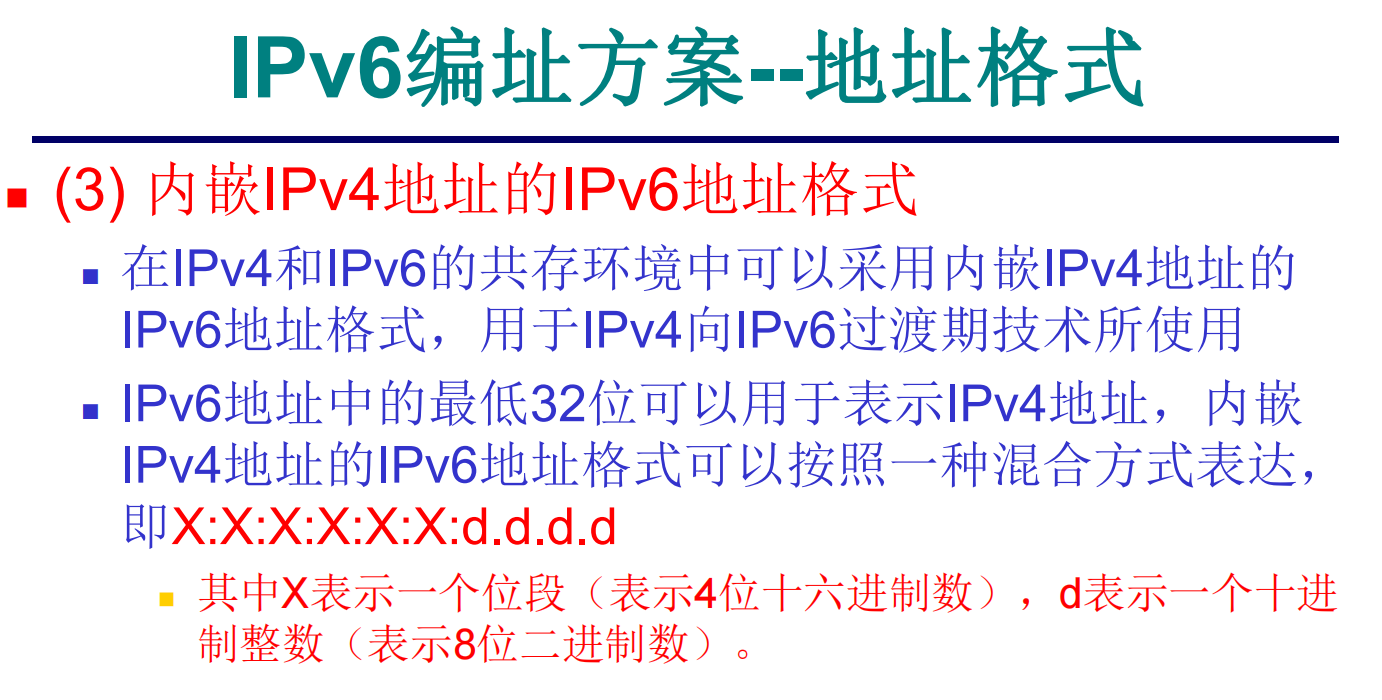 IPv6编址方案--地址格式
(3) 内嵌IPv4地址的IPv6地址格式
在IPv4和IPv6的共存环境中可以采用内嵌IPv4地址的
IPv6地址格式，用于IPv4向IPv6过渡期技术所使用
IPv6地址中的最低32位可以用于表示IPv4地址，内嵌
IPv4地址的IPv6地址格式可以按照一种混合方式表达，
即X:X:X:X:X:X:d.d.d.d
其中X表示一个位段（表示4位十六进制数），d表示一个十进
制整数（表示8位二进制数）。